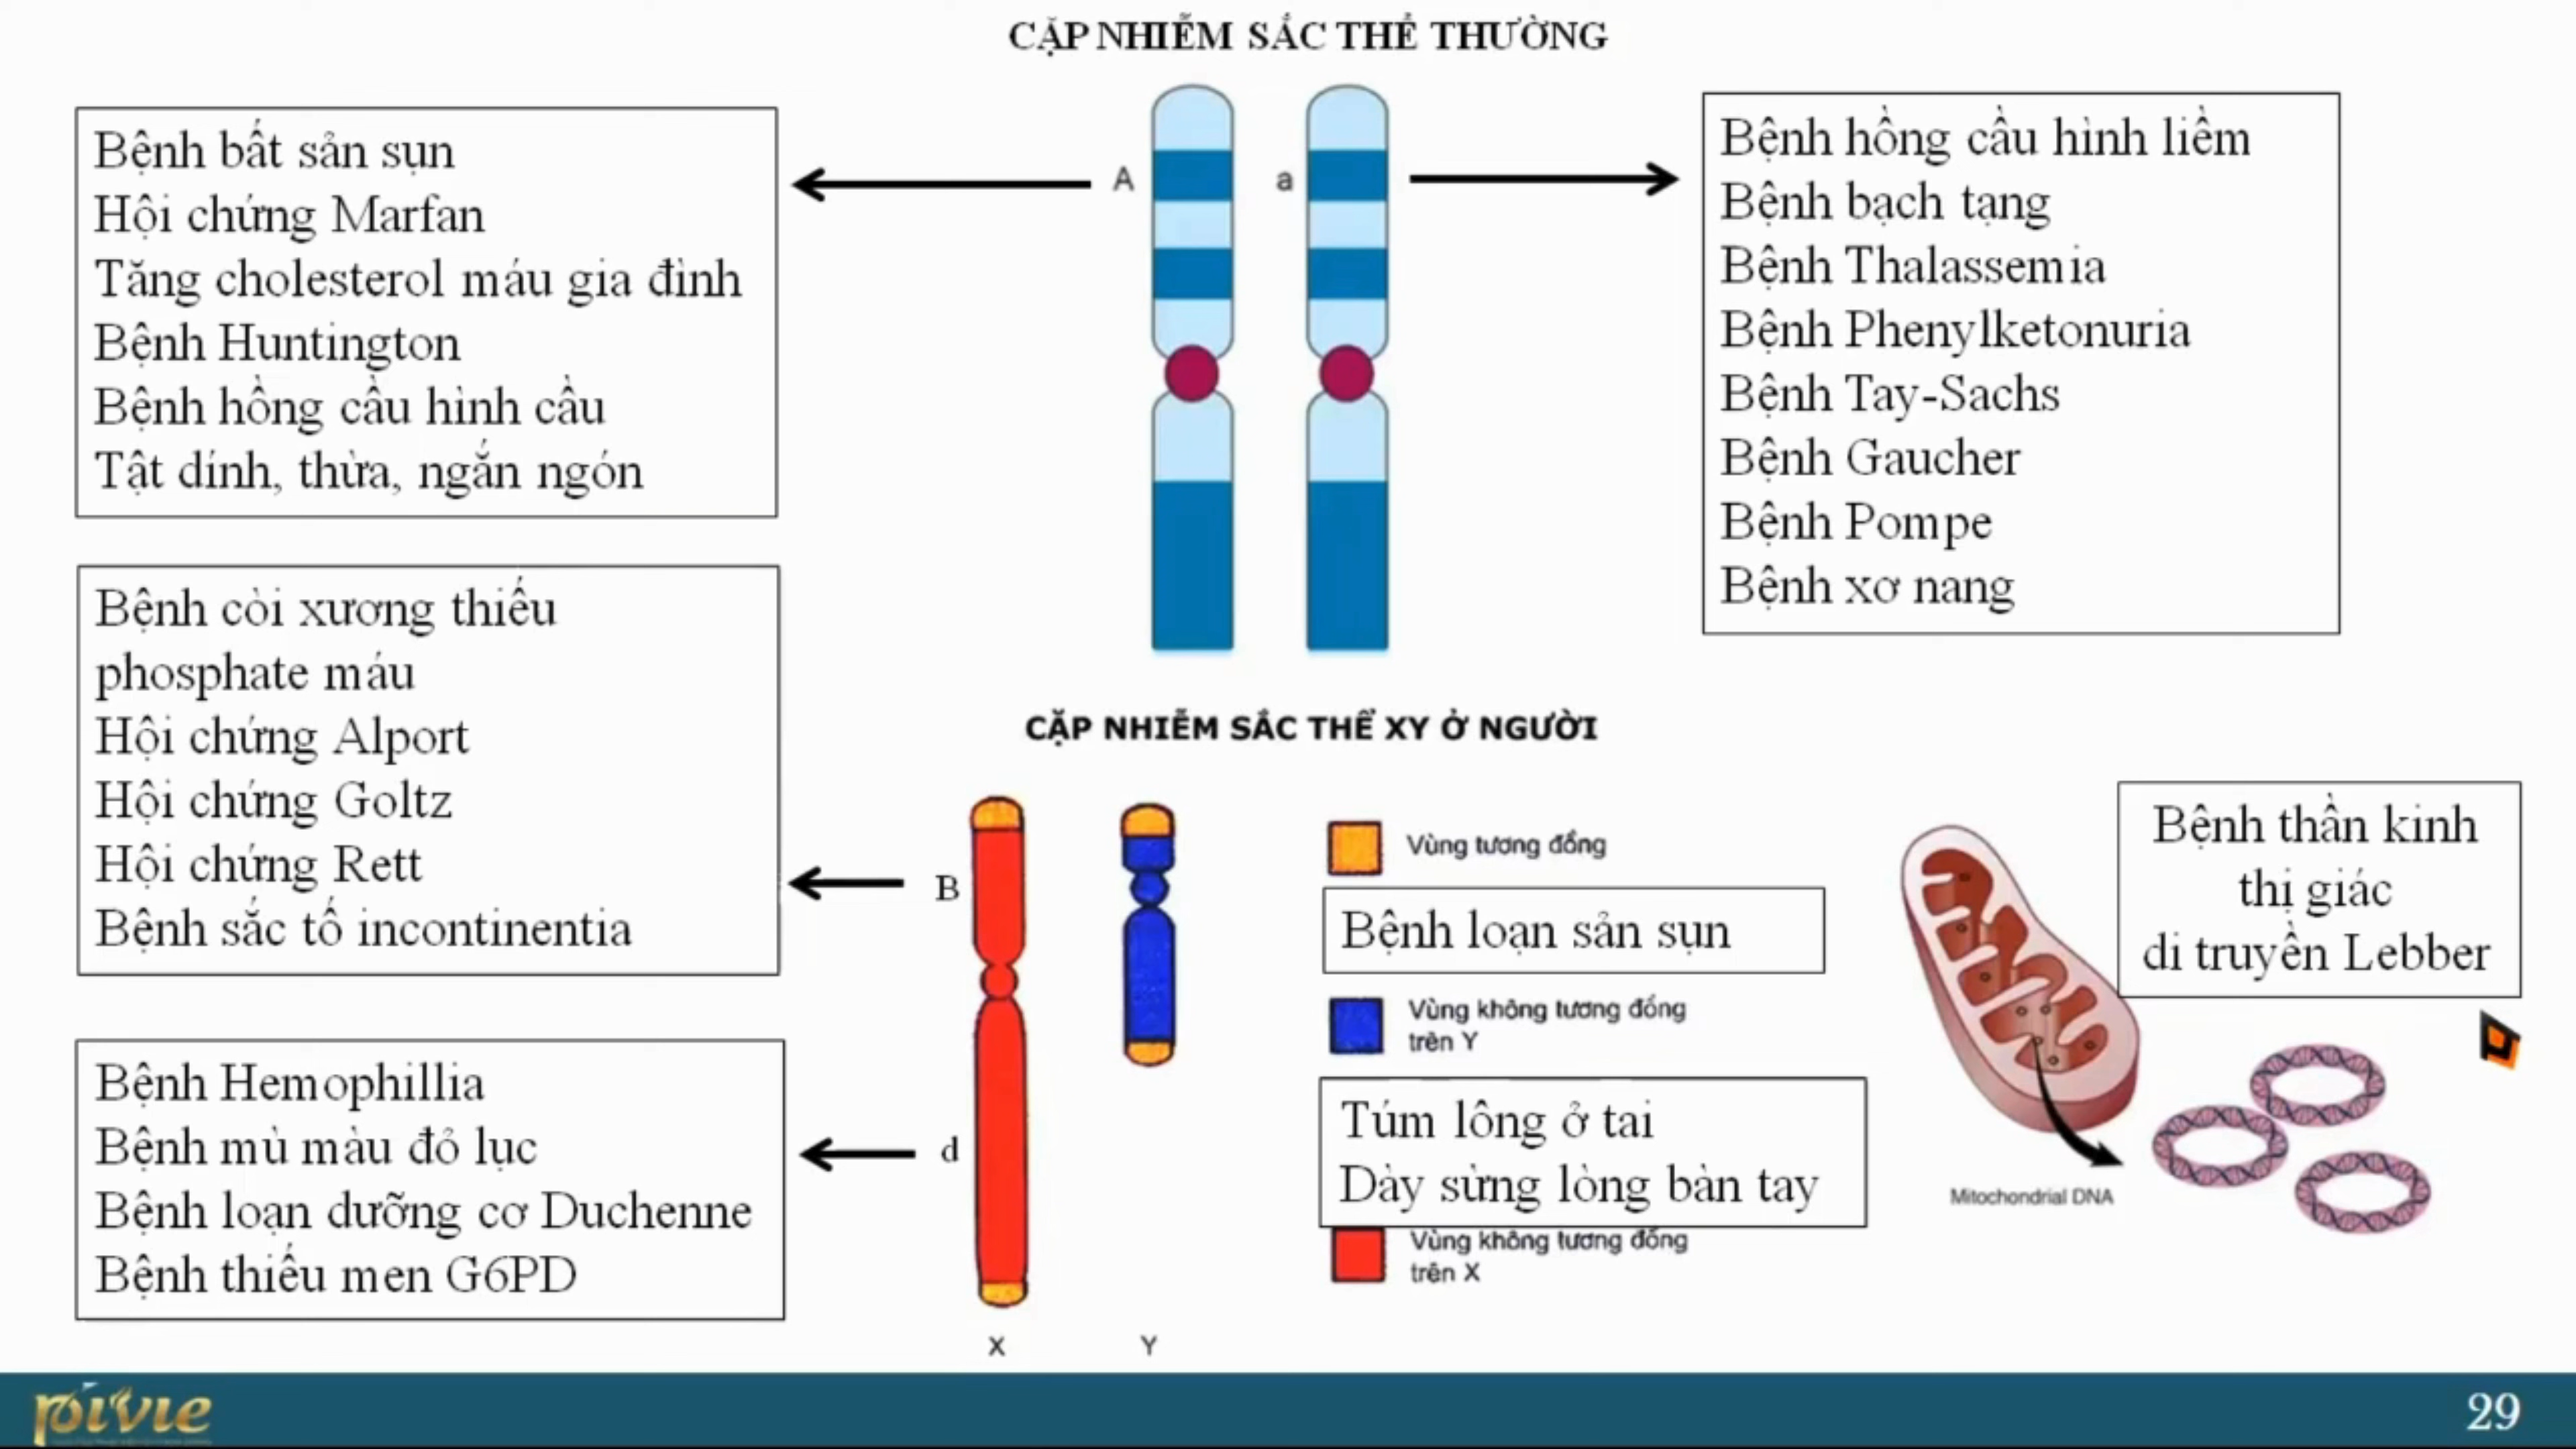 CẶP NHIỄM SẮC THỂ THƯỜNG
Bệnh bất sản sụn
Hội chứng Marfan
Tăng cholesterol máu gia đình
Bệnh Huntington
Bệnh hồng cầu hình cầu
Tật dính, thừa, ngắn ngón
A
a
Bệnh hồng cầu hình liềm
Bệnh bạch tạng
Bệnh Thalassemia
Bệnh Phenylketonuria
Bệnh Tay-Sachs
Bệnh Gaucher
Bệnh Pompe
Bệnh xơ nang
Bệnh còi xương thiếu
phosphate máu
Hội chứng Alport
Hội chứng Goltz
Hội chứng Rett
Bệnh sắc tố incontinentia
CẶP NHIỄM SẮC THỂ XY Ở NGƯỜI
B
Bệnh Hemophillia
Bệnh mù màu đỏ lục
Bệnh loạn dưỡng cơ Duchenne
Bệnh thiếu men G6PD
d
X
Y
Vùng tương đồng
Bệnh loạn sản sụn
Vùng không tương đồng
trên Y
Túm lông ở tai
Dày sừng lòng bàn tay
Vùng không tương đồng
trên X
Bệnh thần kinh
thị giác
di truyền Lebber
Mitochondrial DNA
pivie
29